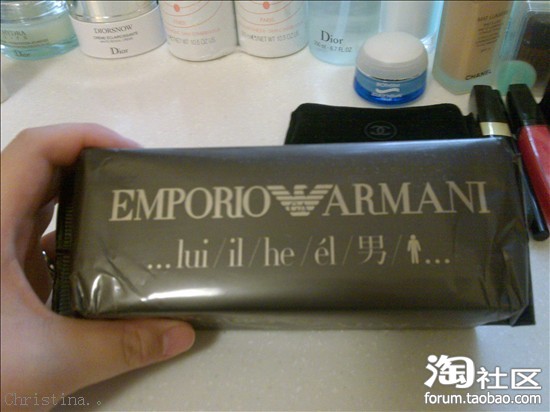 DIORSNOW
Dior
Dior
CHANEL
EMPORIO ARMANI
...lui/il/he/él/男/...
Christina..
淘社区
forum.taobao.com